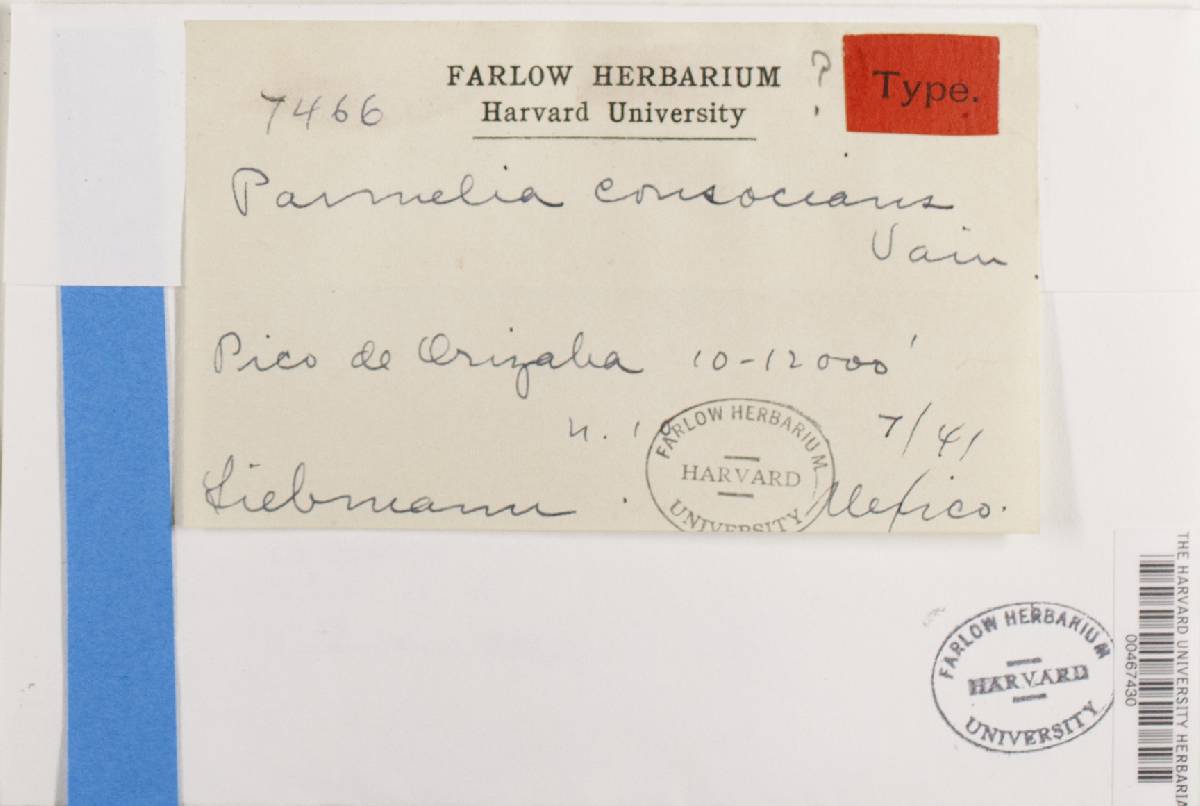 FARLOW HERBARIUM
Harvard University
?
Type.
7466
Parmelia consocians
Vain.
Pico de Orizaba 10-12000'
7/41
Liebmann. Mexico.
FARLOW HERBARIUM
HARVARD
UNIVERSITY
FARLOW HERBARIUM
HARVARD
UNIVERSITY
THE HARVARD UNIVERSITY HERBARIA
00467430